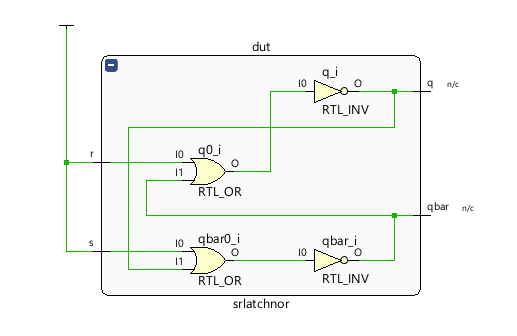 dut
q_i
I0
O
q
n/c
RTL_INV
r
I0
q0_i
I1
O
RTL_OR
qbar
n/c
s
I0
qbar0_i
I1
O
RTL_OR
qbar_i
I0
O
RTL_INV
srlatchnor